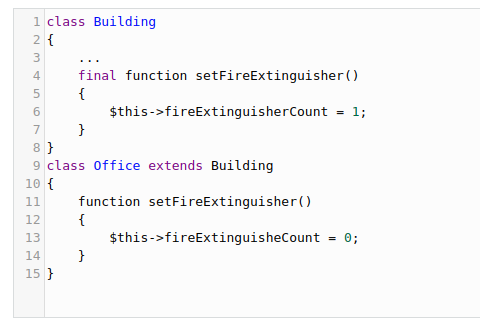 1 class Building
2 {
3     ...
4     final function setFireExtinguisher()
5     {
6         $this->fireExtinguisherCount = 1;
7     }
8 }
9 class Office extends Building
10 {
11     function setFireExtinguisher()
12     {
13         $this->fireExtinguisheCount = 0;
14     }
15 }